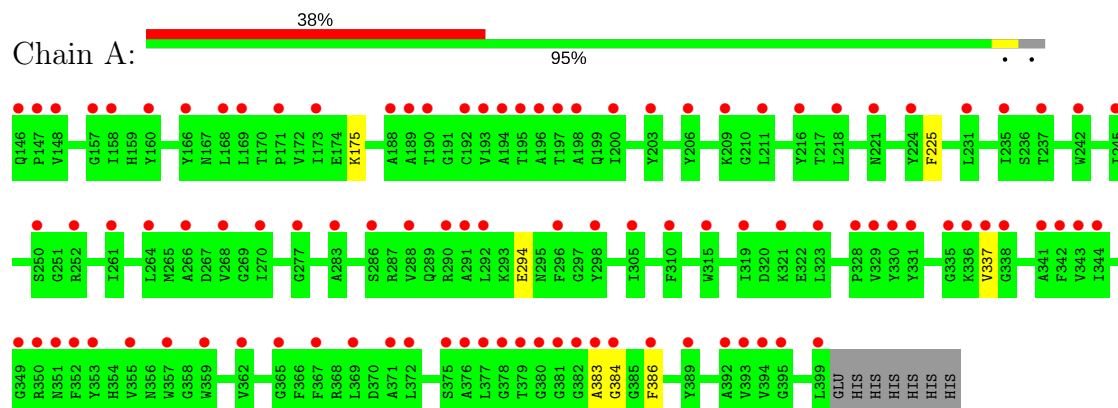 38%
Chain A:
95%
Q146 P147 V148 G157 I158 H159 Y160 Y166 N167 L168 L169 T170 P171 V172 I173 E174 K175 A188 A189 T190 G191 C192 V193 A194 T195 A196 T197 A198 Q199 I200 Y203 Y206 K209 G210 L211 Y216 T217 L218 N221 Y224 F225 L231 I235 S236 T237 W242
S250 G251 R252 I261 L264 M265 A266 D267 V268 G269 I270 G277 A283 S286 R287 V288 Q289 R290 A291 L292 K293 E294 N295 F296 G297 Y298 I305 F310 W315 I319 D320 K321 E322 L323 P328 V329 Y330 Y331 G335 K336 V337 G338 A341 F342 V343 I344
G349 R350 N351 F352 Y353 H354 V355 N356 W357 G358 W359 V362 G365 F366 F367 R368 L369 D370 A371 L372 S375 A376 L377 G378 T379 G380 G381 G382 A383 G384 G385 F386 Y389 A392 V393 V394 G395 L399 GLU HIS HIS HIS HIS HIS HIS